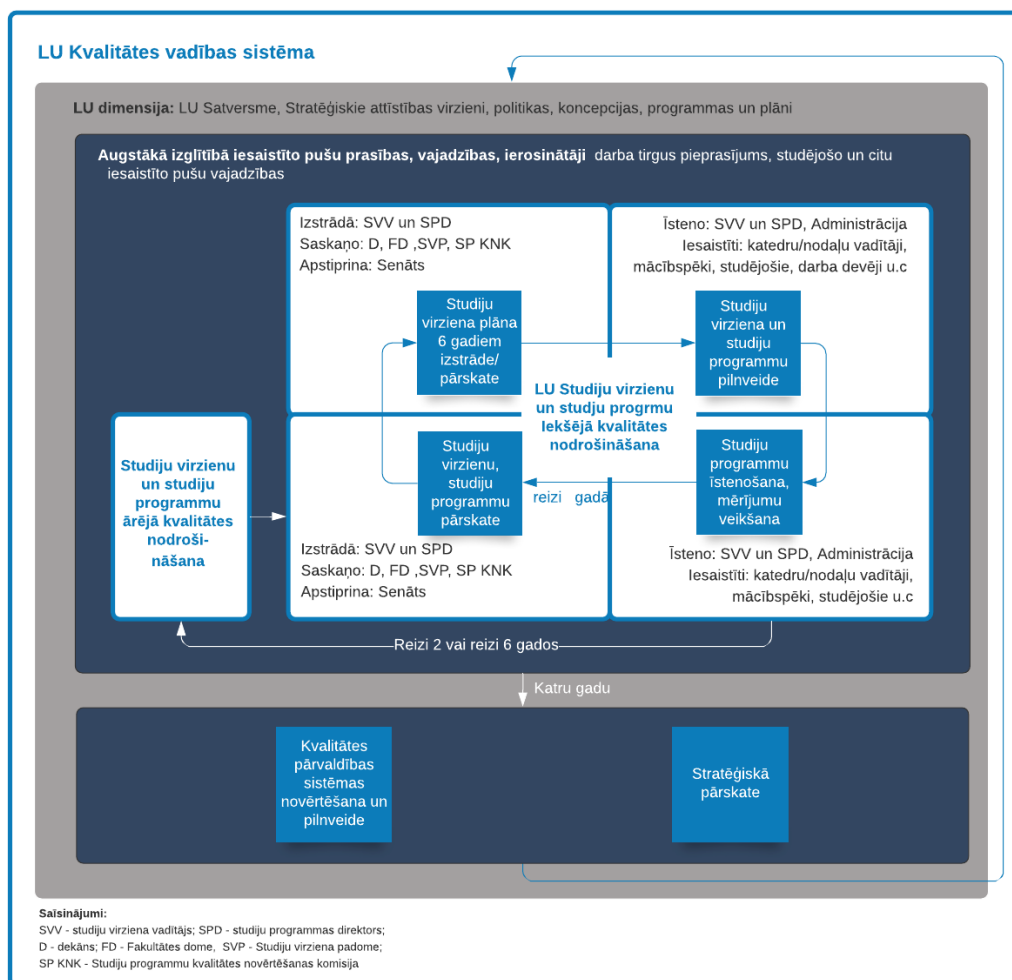 LU Kvalitātes vadības sistēma
LU dimensija: LU Satversme, Stratēģiskie attīstības virzieni, politikas, koncepcijas, programmas un plāni
Augstākā izglītībā iesaistīto pušu prasības, vajadzības, ierosinātāji darba tirgus pieprasījums, studējošo un citu
iesaistīto pušu vajadzības
Izstrādā: SVV un SPD
Saskaņo: D, FD ,SVP, SP KNK
Apstiprina: Senāts
Īsteno: SVV un SPD, Administrācija
Iesaistīti: katedru/nodaļu vadītāji,
mācībspēki, studējošie, darba devēji u.c
Studiju
virziena plāna
6 gadiem
izstrāde/
pārskate
Studiju
virziena un
studiju
programmu
pilnveide
LU Studiju virzienu
un studju progrmu
Iekšējā kvalitātes
nodrošināšana
Studiju virzienu
un studiju
programmu
ārējā kvalitātes
nodroši-
nāšana
Studiju
virzienu,
studiju
programmu
pārskate
reizi gadā
Studiju
programmu
īstenošana,
mērījumu
veikšana
Izstrādā: SVV un SPD
Saskaņo: D, FD ,SVP, SP KNK
Apstiprina: Senāts
Īsteno: SVV un SPD, Administrācija
Iesaistīti: katedru/nodaļu vadītāji,
mācībspēki, studējošie u.c
Reizi 2 vai reizi 6 gados
Katru gadu
Kvalitātes
pārvaldības
sistēmas
novērtēšana un
pilnveide
Stratēģiskā
pārskate
Saīsinājumi:
SVV - studiju virziena vadītājs; SPD - studiju programmas direktors;
D - dekāns; FD - Fakultātes dome, SVP - Studiju virziena padome;
SP KNK - Studiju programmu kvalitātes novērtēšanas komisija